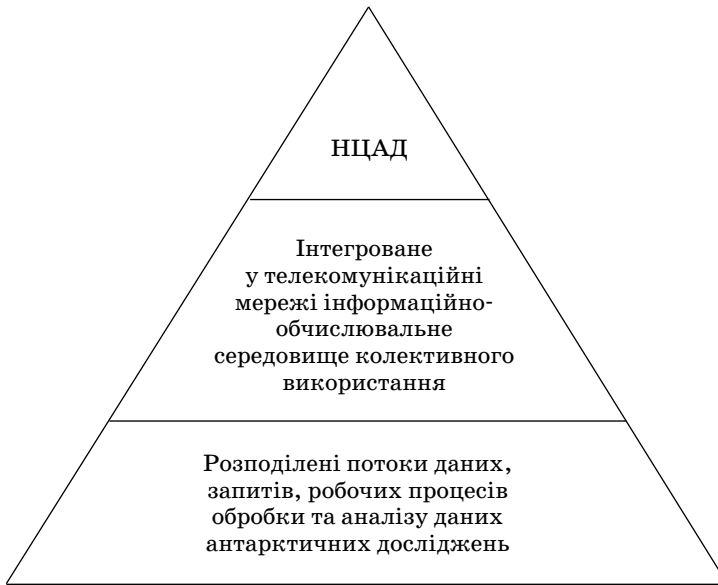 НЦАД
Інтегроване
у телекомунікаційні
мережі інформаційно-
обчислювальне
середовище колективного
використання
Розподілені потоки даних,
запитів, робочих процесів
обробки та аналізу даних
антарктичних досліджень